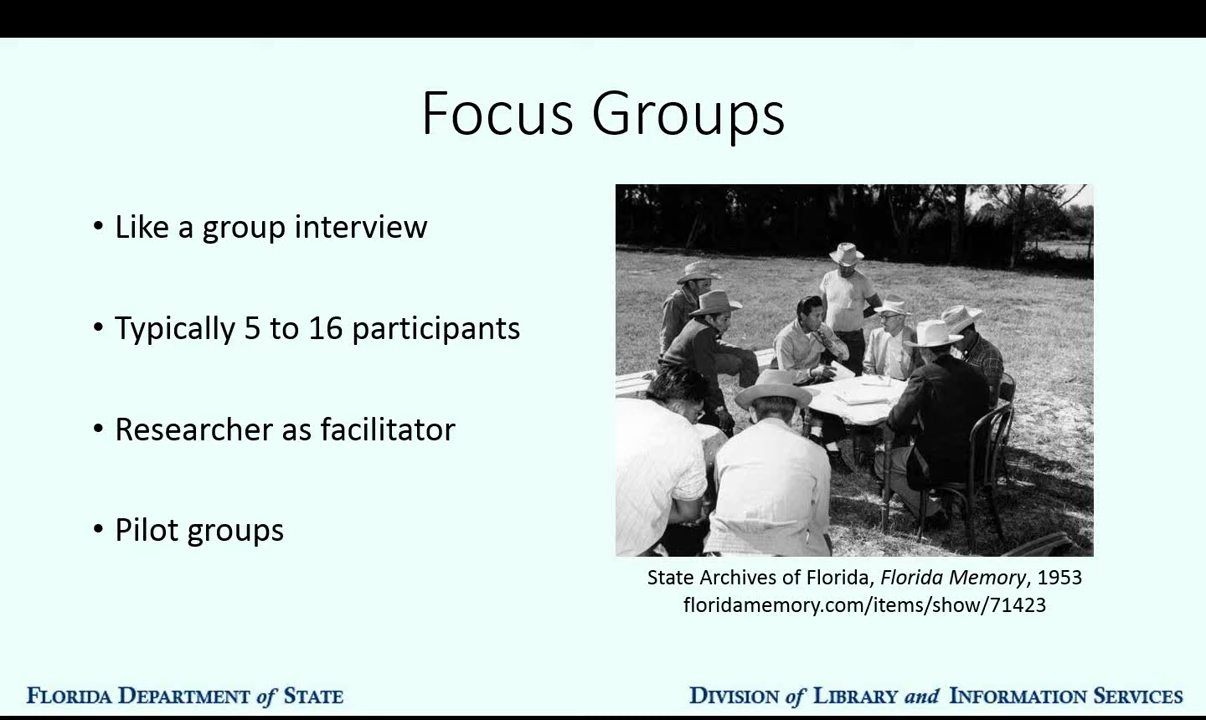 Focus Groups
• Like a group interview
• Typically 5 to 16 participants
• Researcher as facilitator
• Pilot groups
State Archives of Florida, Florida Memory, 1953
floridamemory.com/items/show/71423
FLORIDA DEPARTMENT of STATE
DIVISION of LIBRARY and INFORMATION SERVICES